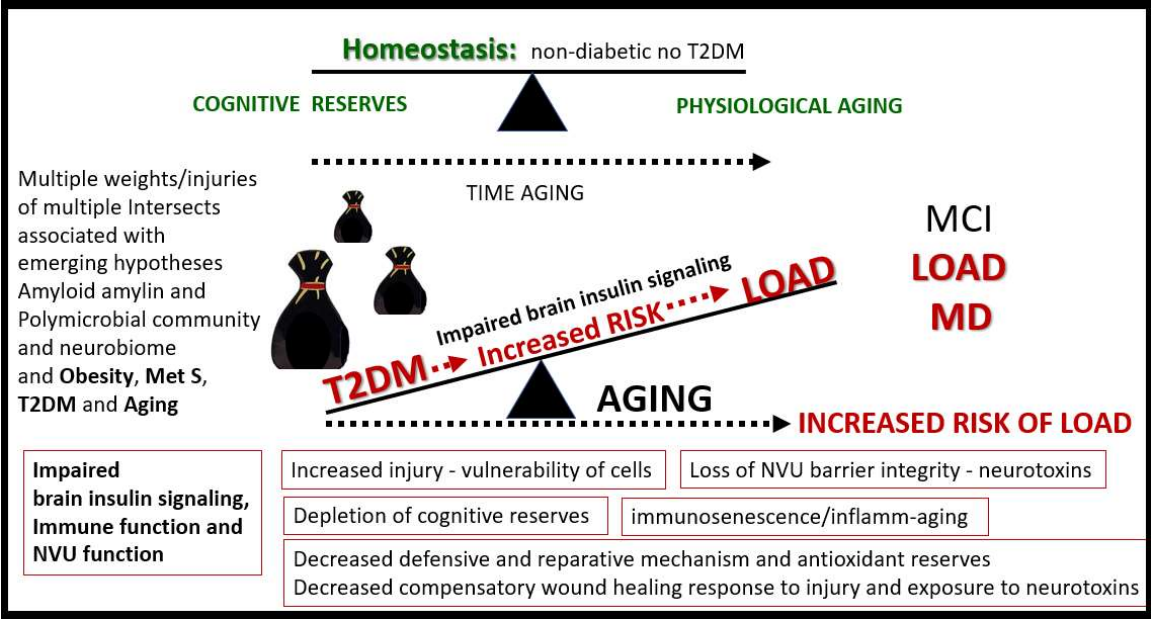 Homeostasis: non-diabetic no T2DM
COGNITIVE RESERVES
PHYSIOLOGICAL AGING
TIME AGING
Multiple weights/injuries
of multiple Intersects
associated with
emerging hypotheses
Amyloid amylin and
Polymicrobial community
and neurobiome
and Obesity, Met S,
T2DM and Aging
Impaired brain insulin signaling
T2DM Increased RISK LOAD
MCI
LOAD
MD
AGING
INCREASED RISK OF LOAD
Impaired
brain insulin signaling,
Immune function and
NVU function
Increased injury - vulnerability of cells
Loss of NVU barrier integrity - neurotoxins
Depletion of cognitive reserves
immunosenescence/inflamm-aging
Decreased defensive and reparative mechanism and antioxidant reserves
Decreased compensatory wound healing response to injury and exposure to neurotoxins